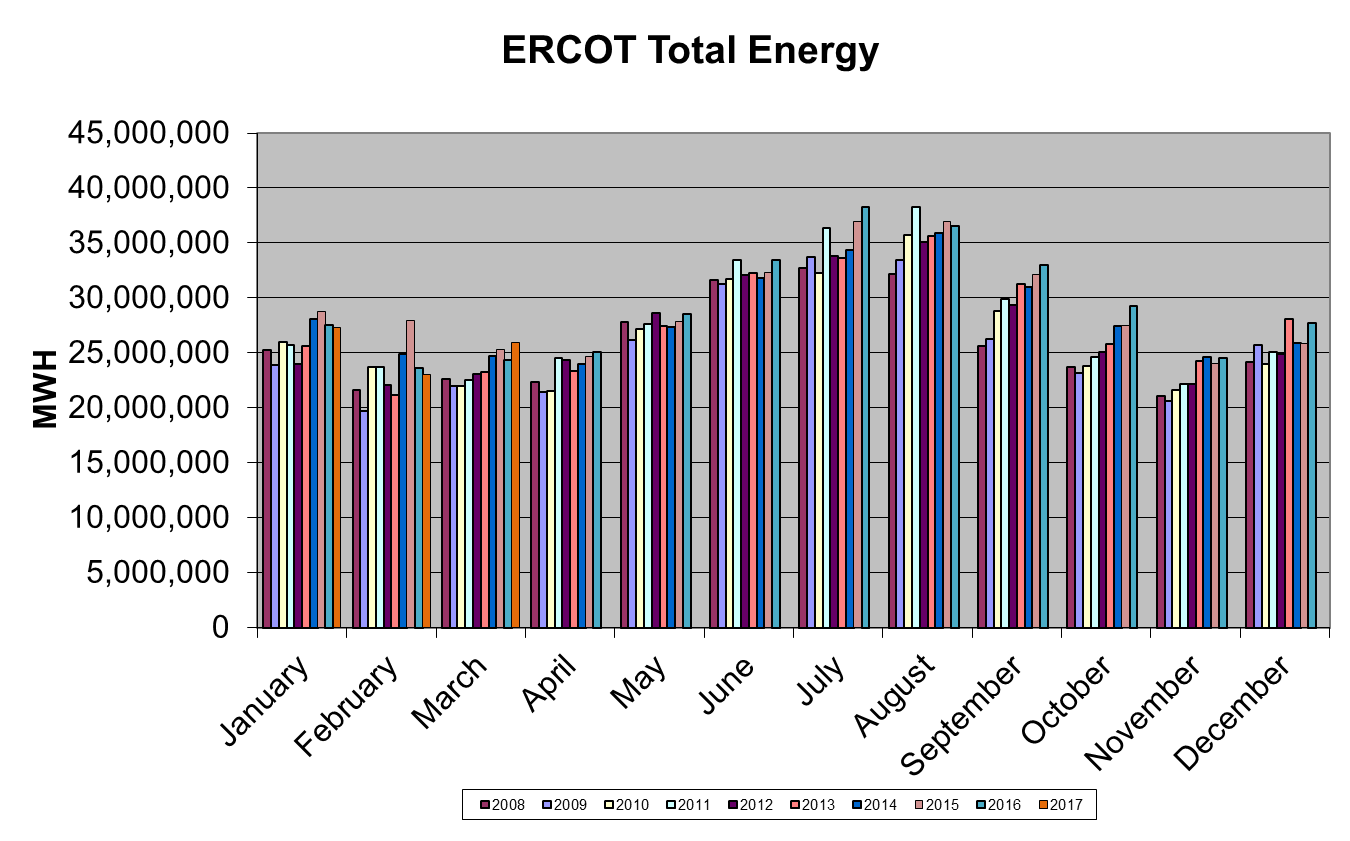 ERCOT Total Energy
45,000,000
40,000,000
35,000,000
30,000,000
25,000,000
20,000,000
15,000,000
10,000,000
5,000,000
0
MWH
January
February
March
April
May
June
July
August
September
October
November
December
2008 2009 2010 2011 2012 2013 2014 2015 2016 2017